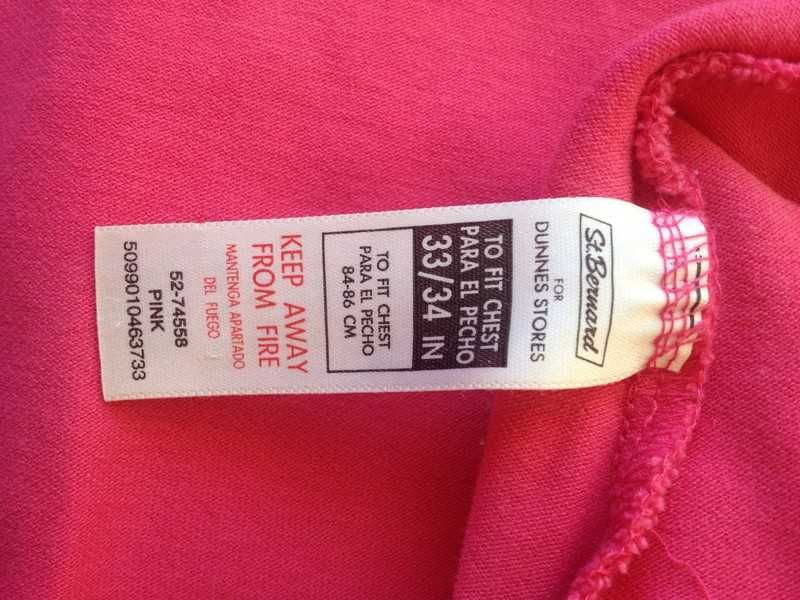 St.Bernard
FOR
DUNNES STORES
TO FIT CHEST
PARA EL PECHO
33/34 IN
TO FIT CHEST
PARA EL PECHO
84-86 CM
KEEP AWAY
FROM FIRE
MANTENGA APARTADO
DEL FUEGO
52-74558
PINK
5099010463733